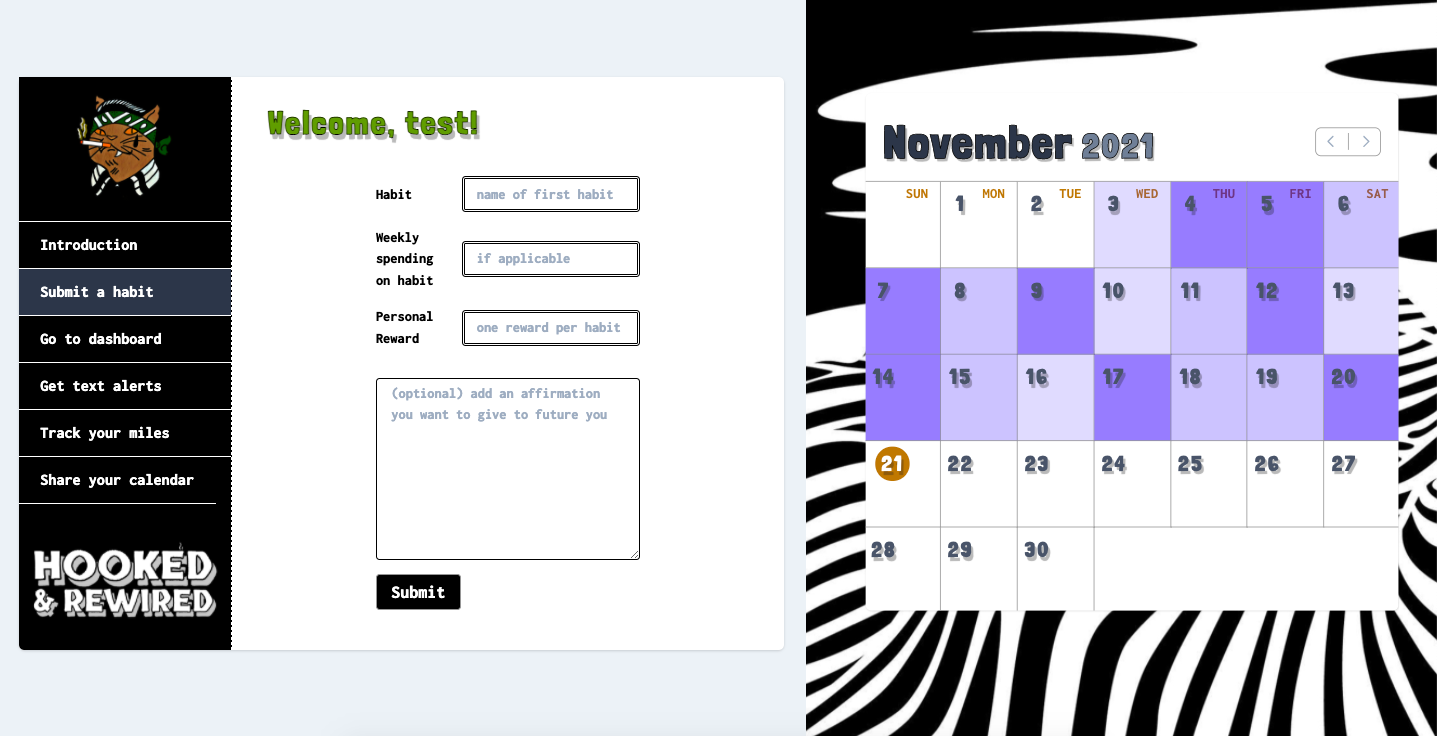 Welcome, test!
Introduction
Submit a habit
Go to dashboard
Get text alerts
Track your miles
Share your calendar
HOOKED
& REWIRED
Habit
name of first habit
Weekly
spending
on habit
if applicable
Personal
Reward
one reward per habit
(optional) add an affirmation
you want to give to future you
Submit
November 2021
SUN MON TUE WED THU FRI SAT
1 2 3 4 5 6
7 8 9 10 11 12 13
14 15 16 17 18 19 20
21 22 23 24 25 26 27
28 29 30